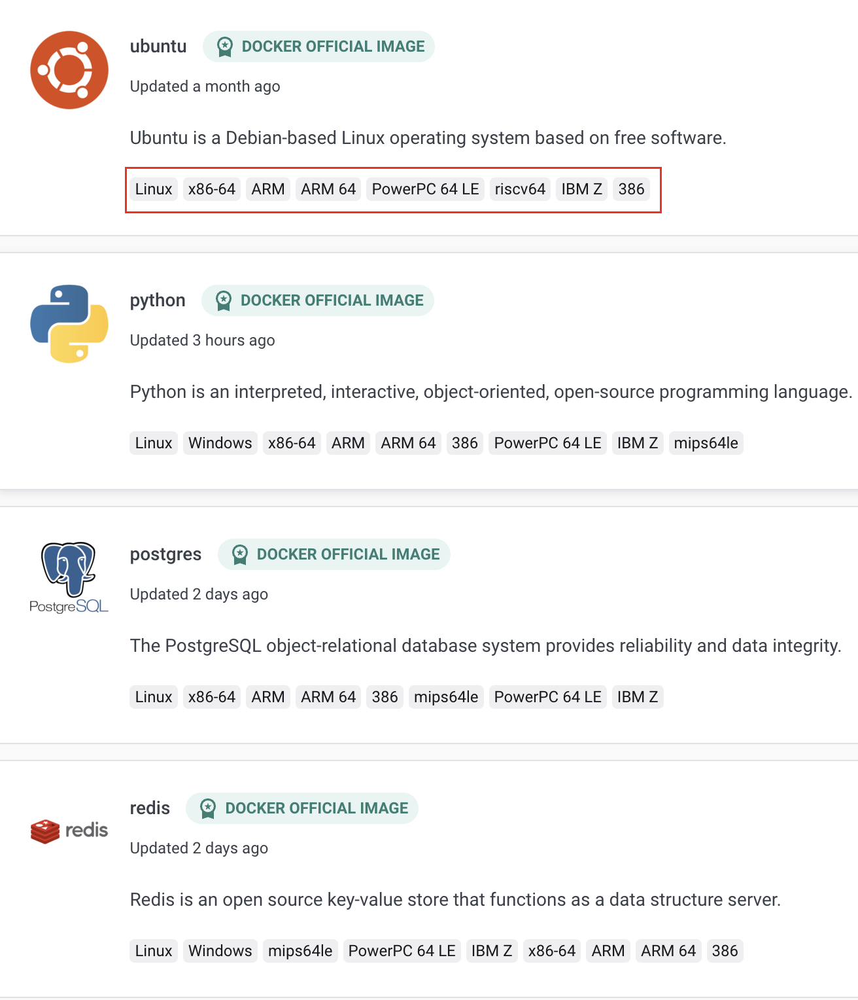 ubuntu DOCKER OFFICIAL IMAGE
Updated a month ago
Ubuntu is a Debian-based Linux operating system based on free software.
Linux x86-64 ARM ARM 64 PowerPC 64 LE riscv64 IBM Z 386
python DOCKER OFFICIAL IMAGE
Updated 3 hours ago
Python is an interpreted, interactive, object-oriented, open-source programming language.
Linux Windows x86-64 ARM ARM 64 386 PowerPC 64 LE IBM Z mips64le
postgres DOCKER OFFICIAL IMAGE
PostgreSQL
Updated 2 days ago
The PostgreSQL object-relational database system provides reliability and data integrity.
Linux x86-64 ARM ARM 64 386 mips64le PowerPC 64 LE IBM Z
redis DOCKER OFFICIAL IMAGE
redis
Updated 2 days ago
Redis is an open source key-value store that functions as a data structure server.
Linux Windows mips64le PowerPC 64 LE IBM Z x86-64 ARM ARM 64 386